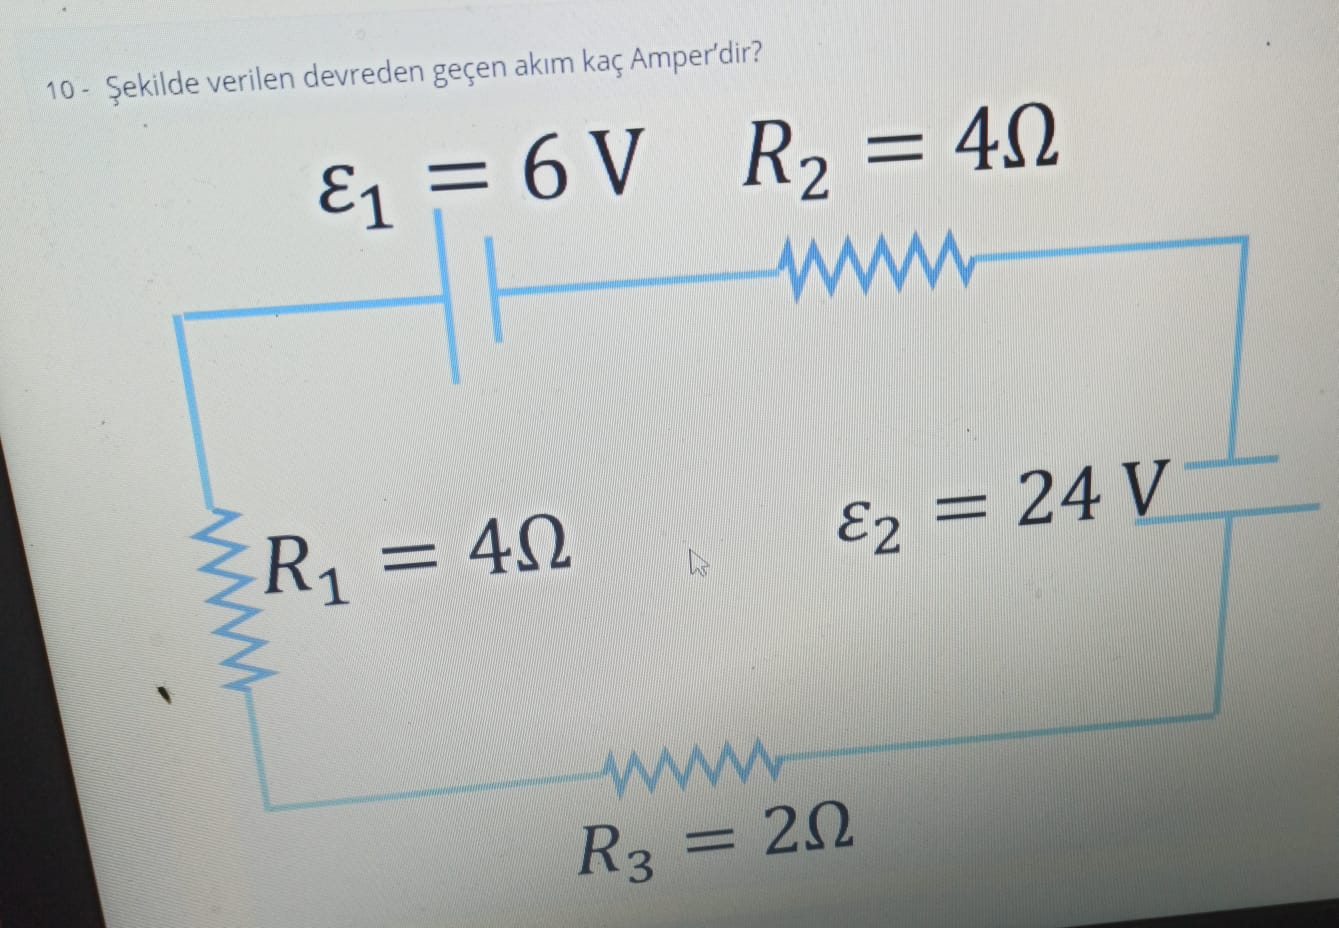 10 - Şekilde verilen devreden geçen akım kaç Amper'dir?
ε₁ = 6 V
R₂ = 4Ω
R₁ = 4Ω
ε₂ = 24 V
R₃ = 2Ω